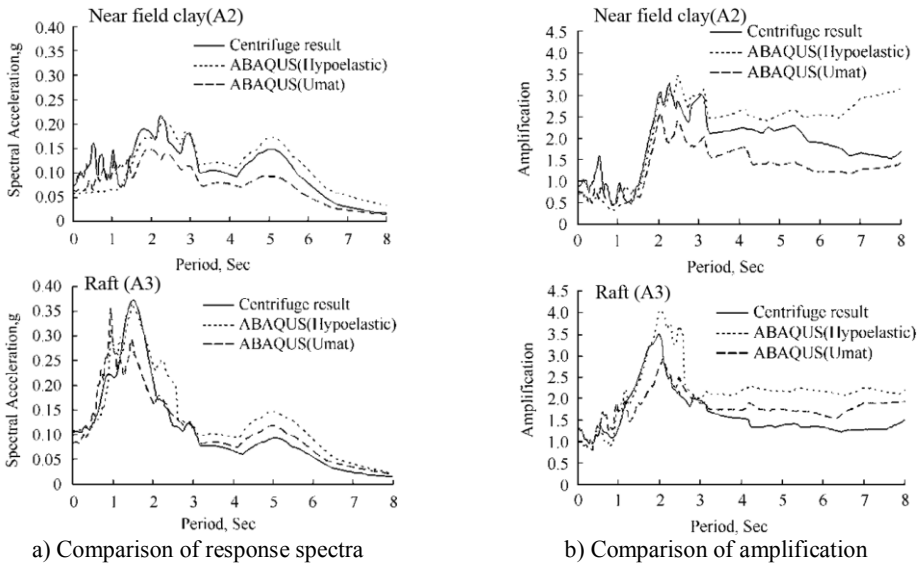 Near field clay(A2)
Centrifuge result
ABAQUS(Hypoelastic)
ABAQUS(Umat)
Spectral Acceleration,g
0.40
0.35
0.30
0.25
0.20
0.15
0.10
0.05
0
0 1 2 3 4 5 6 7 8
Period, Sec
Near field clay(A2)
Centrifuge result
ABAQUS(Hypoelastic)
ABAQUS(Umat)
Amplification
4.5
4.0
3.5
3.0
2.5
2.0
1.5
1.0
0.5
0.0
0 1 2 3 4 5 6 7 8
Period, Sec
Raft (A3)
Centrifuge result
ABAQUS(Hypoelastic)
ABAQUS(Umat)
Spectral Acceleration,g
0.40
0.35
0.30
0.25
0.20
0.15
0.10
0.05
0.00
0 1 2 3 4 5 6 7 8
Period, Sec
Raft (A3)
Centrifuge result
ABAQUS(Hypoelastic)
ABAQUS(Umat)
Amplification
4.5
4.0
3.5
3.0
2.5
2.0
1.5
1.0
0.5
0.0
0 1 2 3 4 5 6 7 8
Period, Sec
a) Comparison of response spectra
b) Comparison of amplification